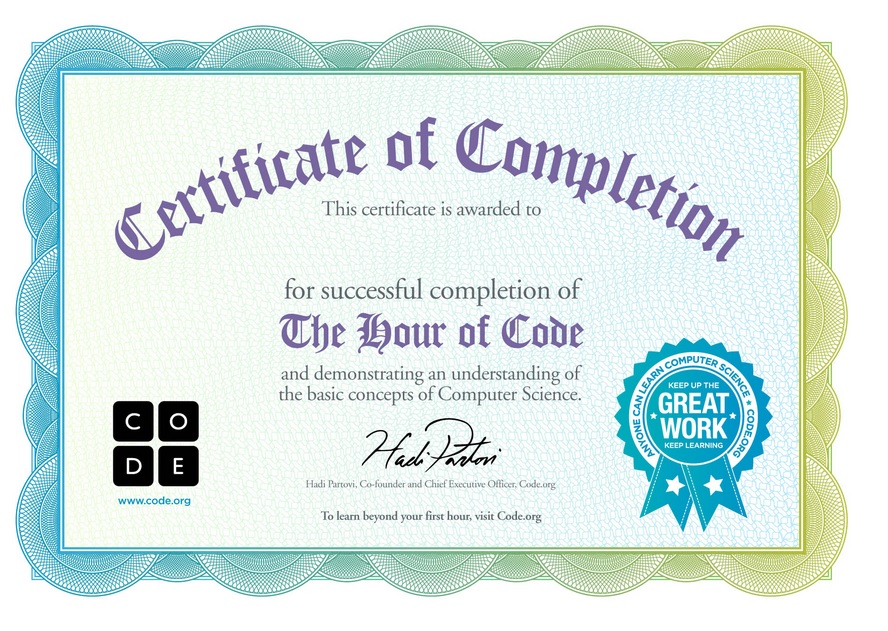 Certificate of Completion
This certificate is awarded to
for successful completion of
The Hour of Code
and demonstrating an understanding of
the basic concepts of Computer Science.
C O
D E
www.code.org
Hadi Partovi
Hadi Partovi, Co-founder and Chief Executive Officer, Code.org
To learn beyond your first hour, visit Code.org
ANYONE CAN LEARN COMPUTER SCIENCE ★ CODE.ORG ★
KEEP UP THE
GREAT
WORK
KEEP LEARNING